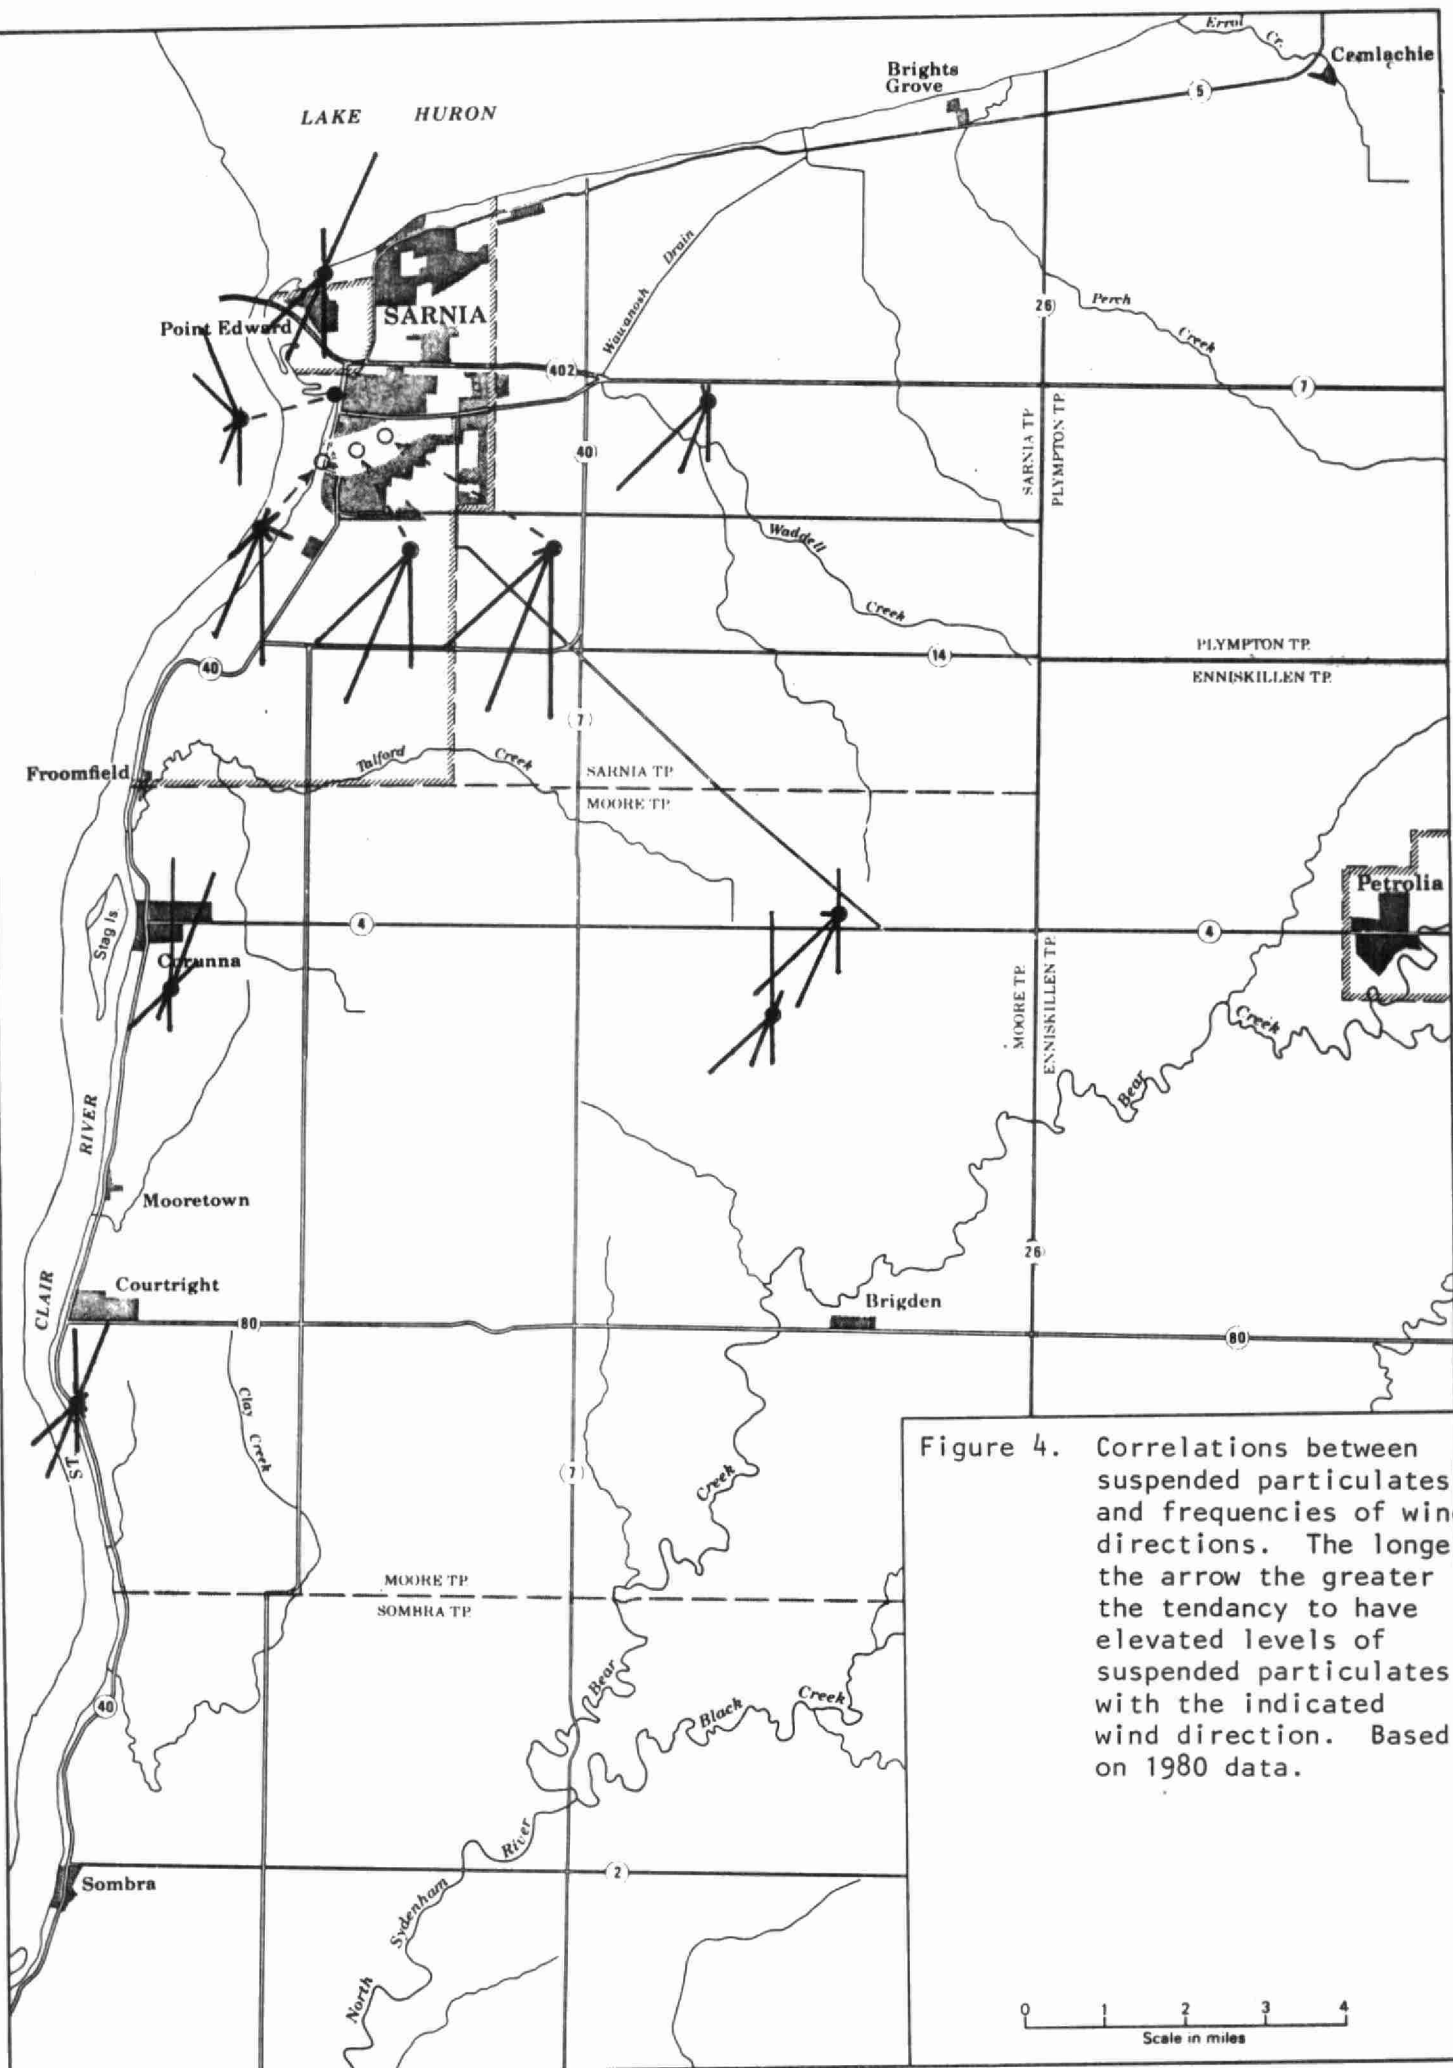 Errol
Cr.
Cemlachie
Brights
Grove
5
LAKE HURON
Wawanosh Drain
SARNIA
Point Edward
26
Perch
Creek
402
7
SARNIA TP.
PLYMPTON TP.
40
Waddell
Creek
PLYMPTON TP.
14
ENNISKILLEN TP.
40
7
Talford Creek
Froomfield
SARNIA TP
MOORE TP.
Petrolia
Stag Is.
4
4
Corunna
MOORE TP.
ENNISKILLEN TP.
Creek
Bear
RIVER
Mooretown
26
CLAIR
Courtright
Brigden
80
80
Clay Creek
ST.
7
Creek
Figure 4. Correlations between
suspended particulates
and frequencies of win
directions. The longe
the arrow the greater
the tendancy to have
elevated levels of
suspended particulates
with the indicated
wind direction. Based
on 1980 data.
MOORE TP.
SOMBRA TP.
Bear
Black Creek
40
River
2
Sombra
Sydenham
North
0 1 2 3 4
Scale in miles